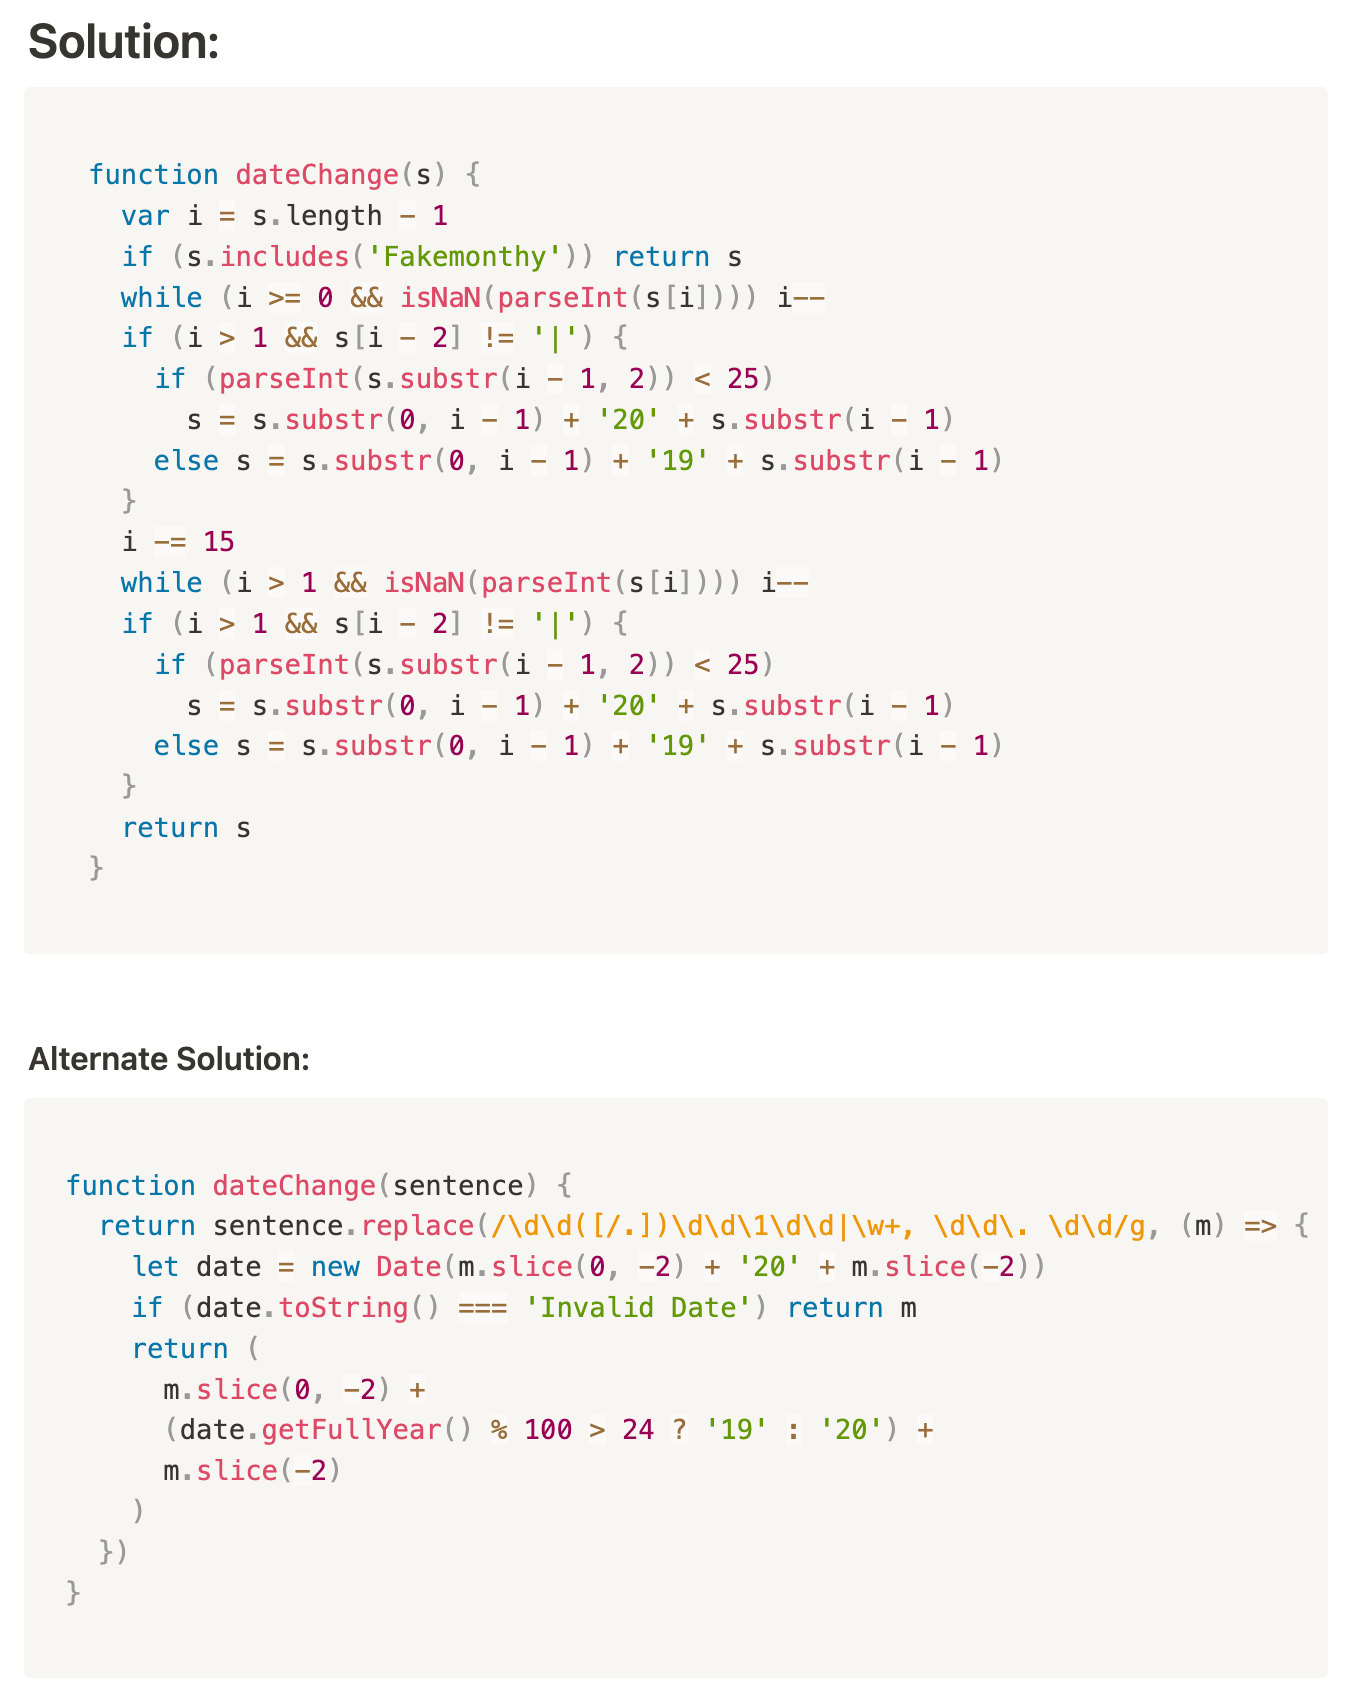 Solution:
function dateChange(s) {
var i = s.length - 1
if (s.includes('Fakemonthy')) return s
while (i >= 0 && isNaN(parseInt(s[i]))) i--
if (i > 1 && s[i - 2] != '|') {
if (parseInt(s.substr(i - 1, 2)) < 25)
s = s.substr(0, i - 1) + '20' + s.substr(i - 1)
else s = s.substr(0, i - 1) + '19' + s.substr(i - 1)
}
i -= 15
while (i > 1 && isNaN(parseInt(s[i]))) i--
if (i > 1 && s[i - 2] != '|') {
if (parseInt(s.substr(i - 1, 2)) < 25)
s = s.substr(0, i - 1) + '20' + s.substr(i - 1)
else s = s.substr(0, i - 1) + '19' + s.substr(i - 1)
}
return s
}
Alternate Solution:
function dateChange(sentence) {
return sentence.replace(/\d\d([/.])\d\d\1\d\d|\w+, \d\d\. \d\d/g, (m) => {
let date = new Date(m.slice(0, -2) + '20' + m.slice(-2))
if (date.toString() === 'Invalid Date') return m
return (
m.slice(0, -2) +
(date.getFullYear() % 100 > 24 ? '19' : '20') +
m.slice(-2)
)
})
}